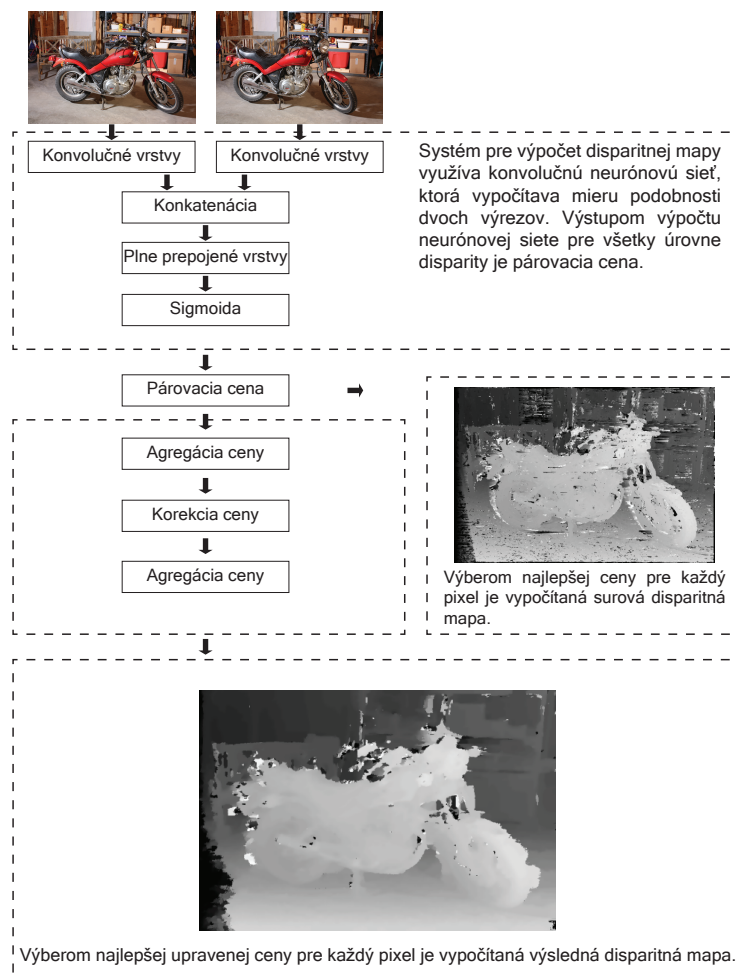 Konvolučné vrstvy
Konvolučné vrstvy
Konkatenácia
Plne prepojené vrstvy
Sigmoida
Systém pre výpočet disparitnej mapy
využíva konvolučnú neurónovú sieť,
ktorá vypočítava mieru podobnosti
dvoch výrezov. Výstupom výpočtu
neurónovej siete pre všetky úrovne
disparity je párovacia cena.
Párovacia cena
Agregácia ceny
Korekcia ceny
Agregácia ceny
Výberom najlepšej ceny pre každý
pixel je vypočítaná surová disparitná
mapa.
Výberom najlepšej upravenej ceny pre každý pixel je vypočítaná výsledná disparitná mapa.